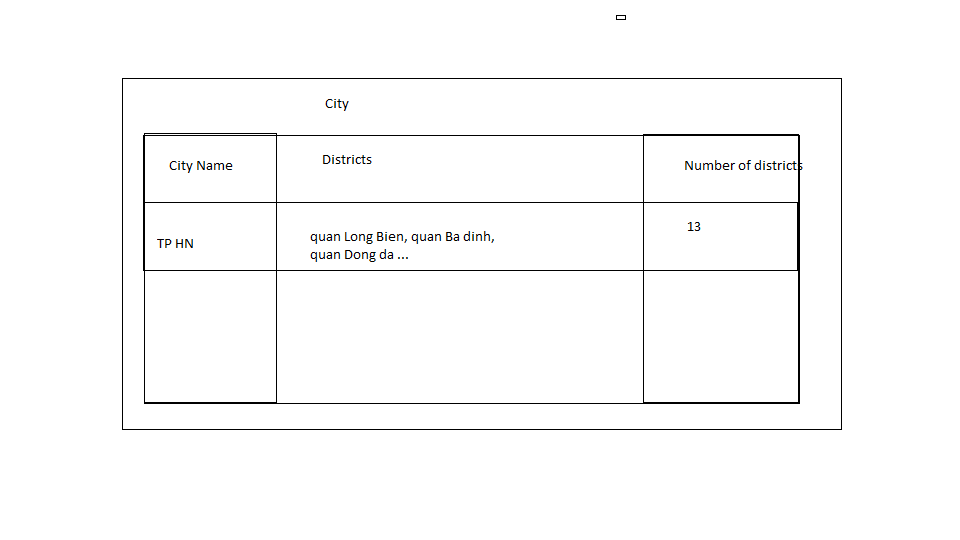 City
City Name
Districts
Number of districts
TP HN
quan Long Bien, quan Ba dinh,
quan Dong da ...
13